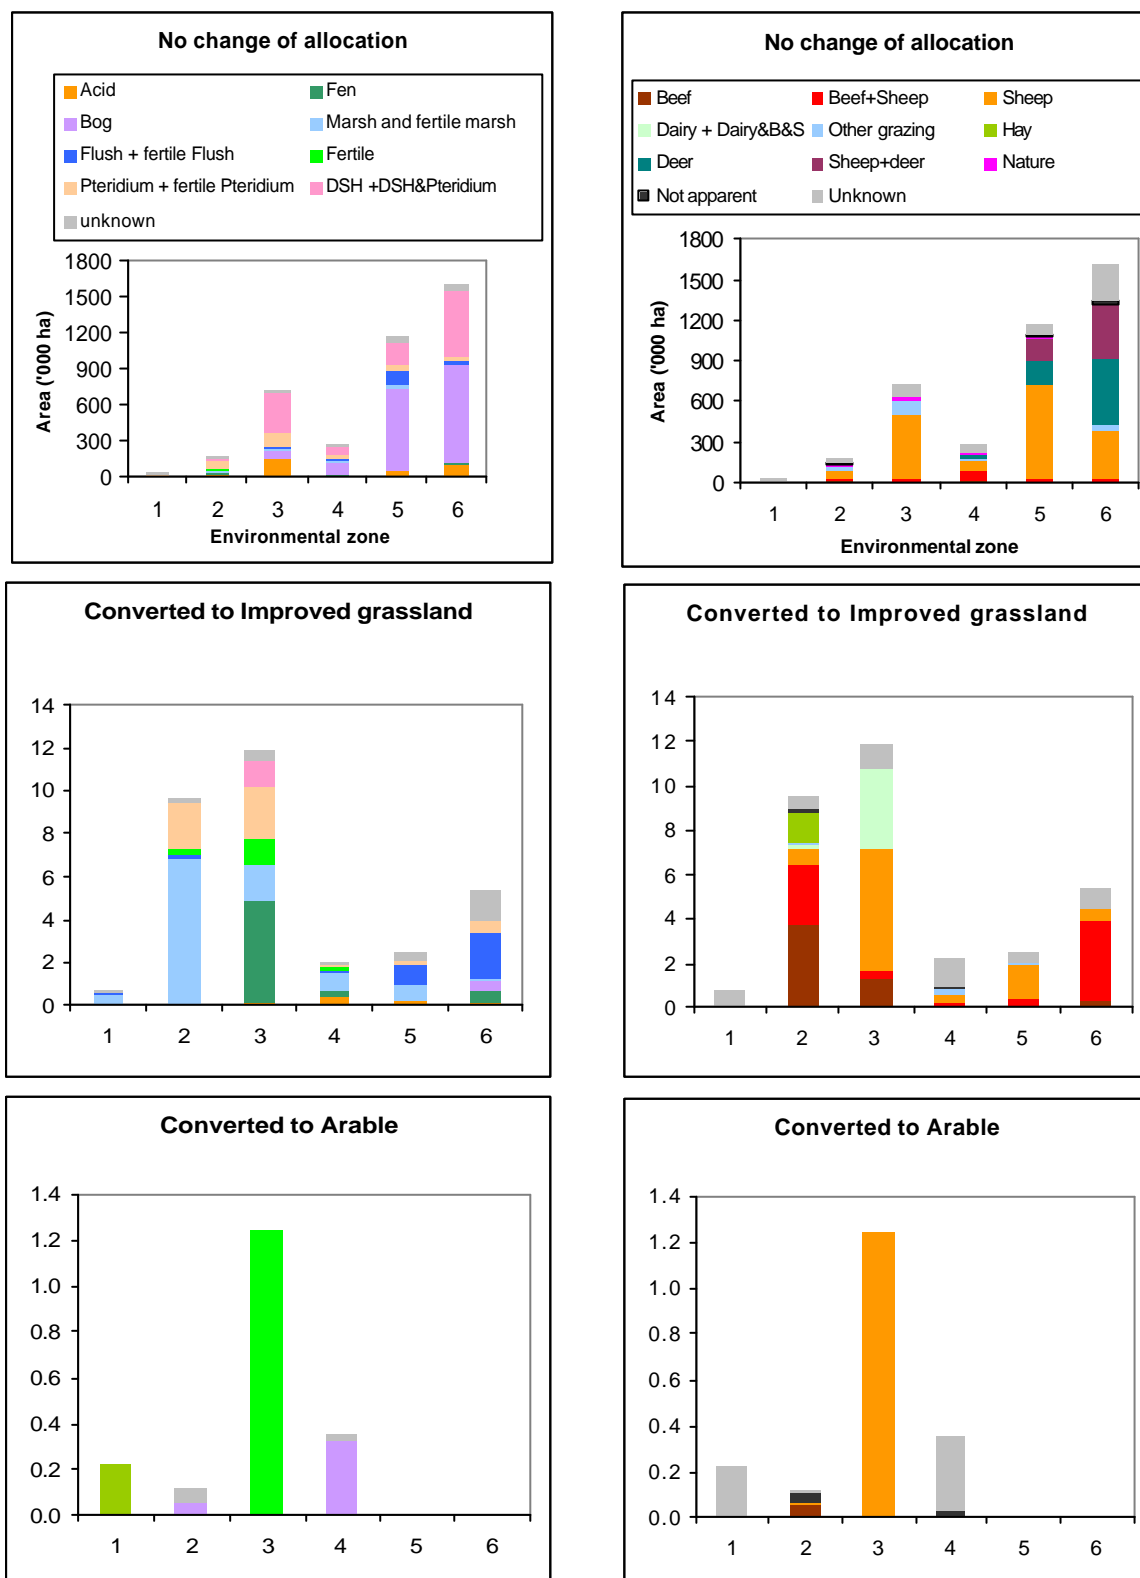 No change of allocation
Acid Fen
Bog Marsh and fertile marsh
Flush + fertile Flush Fertile
Pteridium + fertile Pteridium DSH +DSH&Pteridium
unknown
1800
1500
1200
900
600
300
0
Area ('000 ha)
1 2 3 4 5 6
Environmental zone
No change of allocation
Beef Beef+Sheep Sheep
Dairy + Dairy&B&S Other grazing Hay
Deer Sheep+deer Nature
Not apparent Unknown
1800
1500
1200
900
600
300
0
Area ('000 ha)
1 2 3 4 5 6
Environmental zone
Converted to Improved grassland
14
12
10
8
6
4
2
0
1 2 3 4 5 6
Converted to Improved grassland
14
12
10
8
6
4
2
0
1 2 3 4 5 6
Converted to Arable
1.4
1.2
1.0
0.8
0.6
0.4
0.2
0.0
1 2 3 4 5 6
Converted to Arable
1.4
1.2
1.0
0.8
0.6
0.4
0.2
0.0
1 2 3 4 5 6